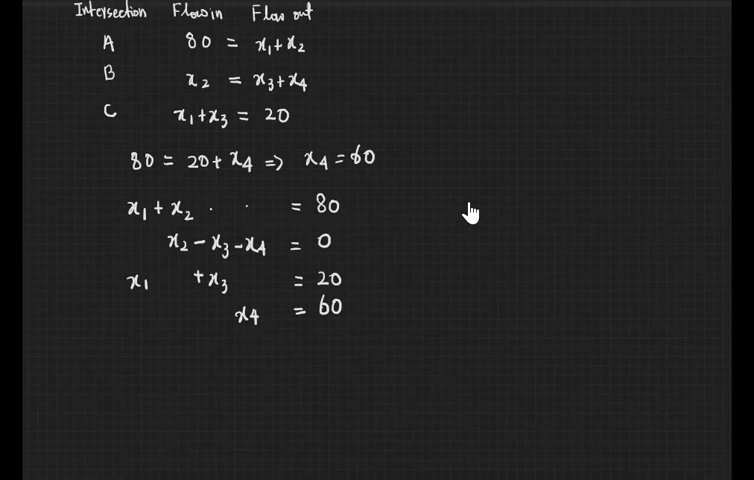 Intersection Flow in Flow out
A 80 = x₁+x₂
B x₂ = x₃+x₄
C x₁+x₃ = 20
80 = 20+x₄ => x₄=60
x₁ + x₂ . . = 80
x₂ - x₃ - x₄ = 0
x₁ + x₃ = 20
x₄ = 60